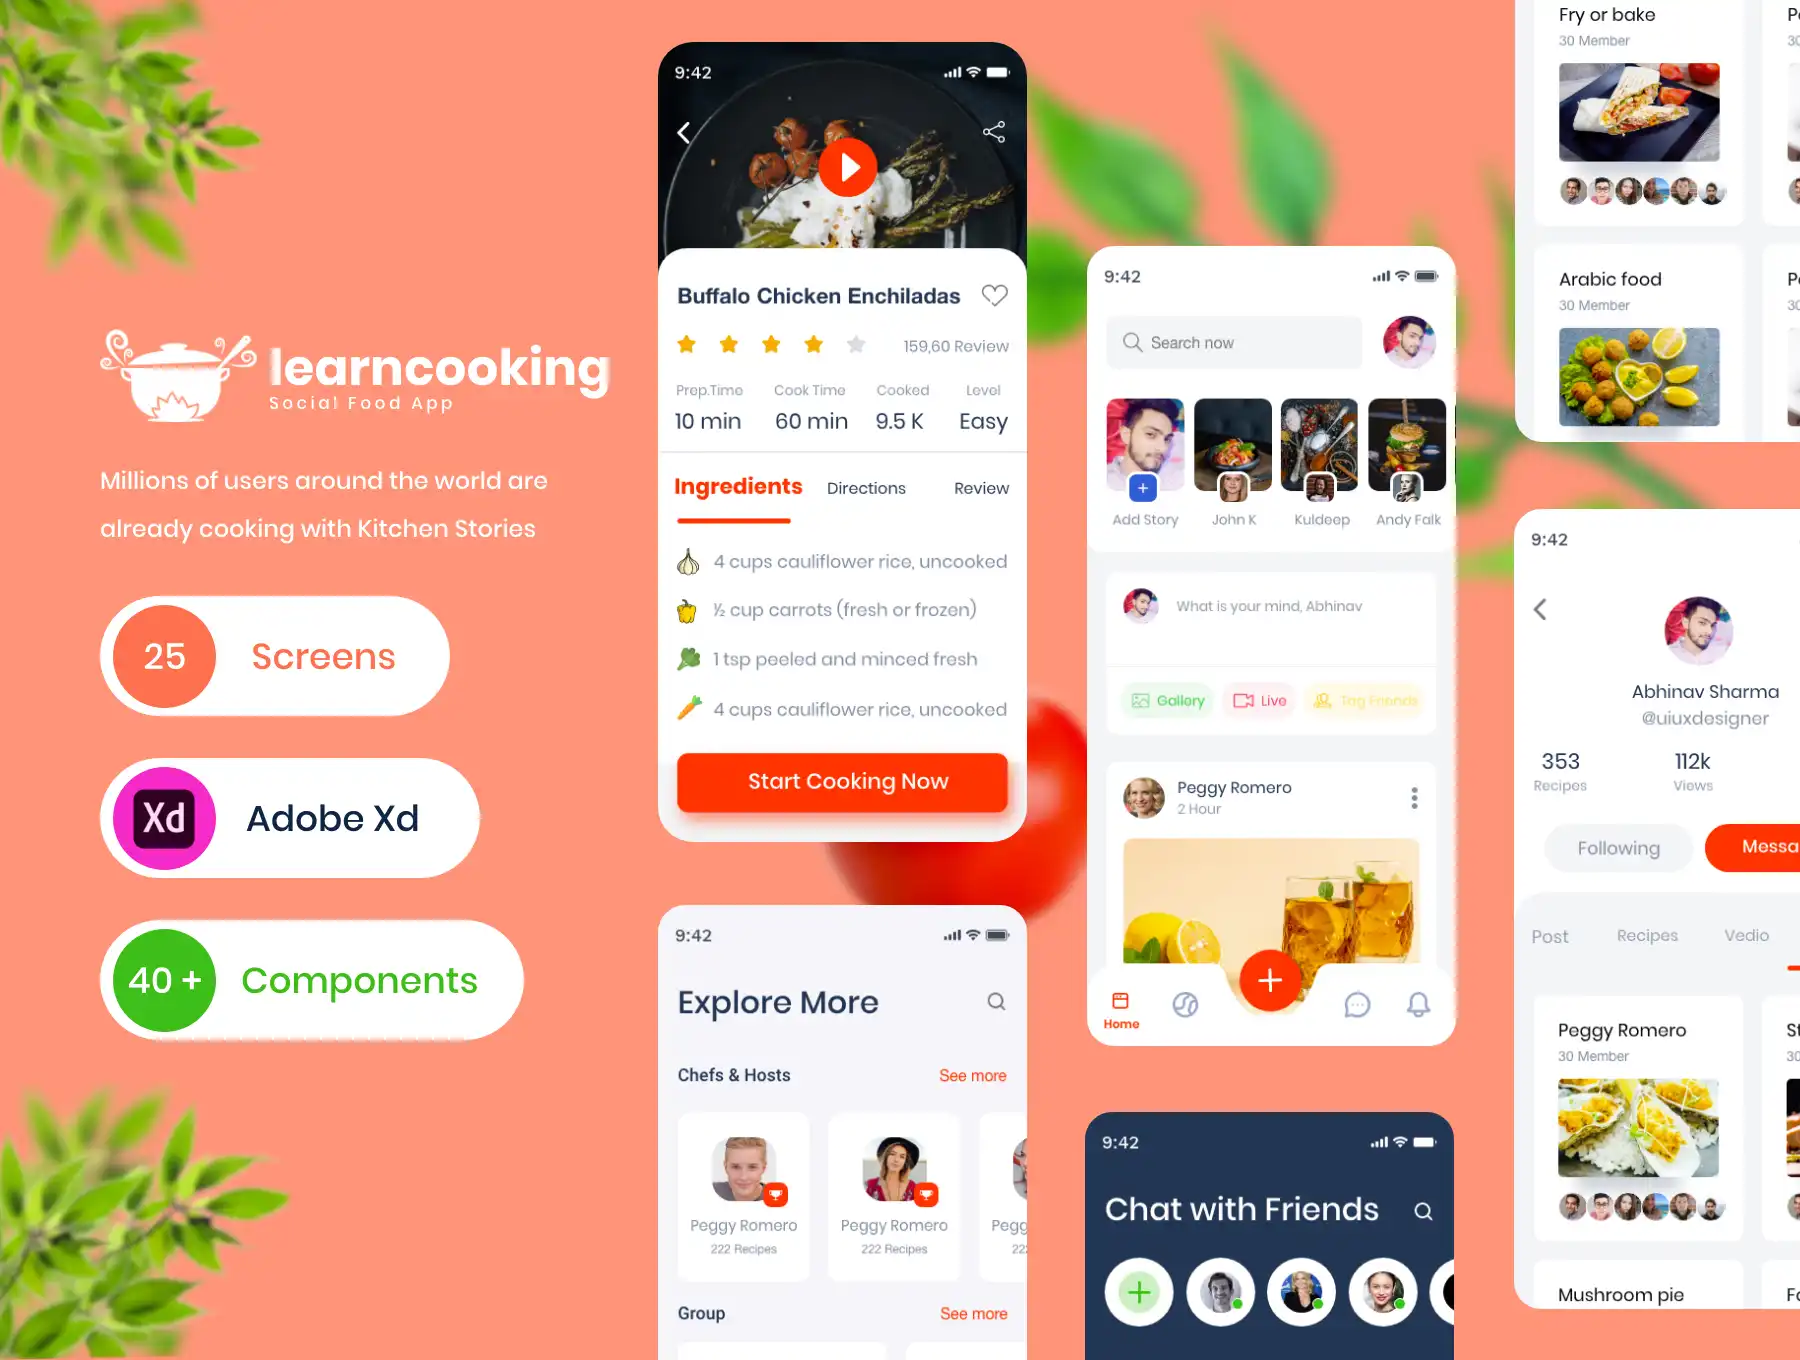 learncooking
Social Food App
Millions of users around the world are
already cooking with Kitchen Stories
25 Screens
Xd Adobe Xd
40 + Components
9:42
Buffalo Chicken Enchiladas
159,60 Review
Prep.Time Cook Time Cooked Level
10 min 60 min 9.5 K Easy
Ingredients Directions Review
4 cups cauliflower rice, uncooked
½ cup carrots (fresh or frozen)
1 tsp peeled and minced fresh
4 cups cauliflower rice, uncooked
Start Cooking Now
9:42
Explore More
Chefs & Hosts See more
Peggy Romero Peggy Romero Pegg
222 Recipes 222 Recipes 22
Group See more
9:42
Search now
Add Story John K Kuldeep Andy Falk
What is your mind, Abhinav
Gallery Live Tag Friends
Peggy Romero
2 Hour
Home
9:42
Chat with Friends
Fry or bake
30 Member
Arabic food
30 Member
9:42
Abhinav Sharma
@uiuxdesigner
353 112k
Recipes Views
Following Messa
Post Recipes Vedio
Peggy Romero
30 Member
Mushroom pie